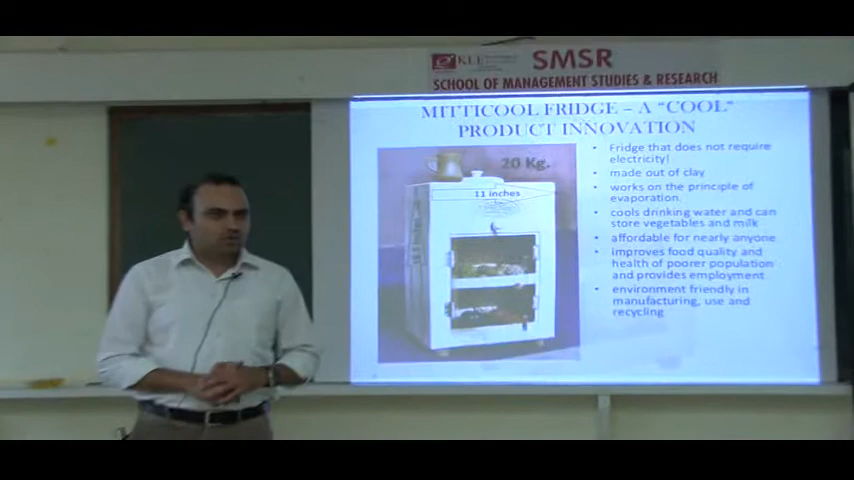 KLE
SMSR
SCHOOL OF MANAGEMENT STUDIES & RESEARCH
MITTICOOL FRIDGE – A "COOL"
PRODUCT INNOVATION
20 Kg.
11 inches
• Fridge that does not require
electricity!
• made out of clay
• works on the principle of
evaporation.
• cools drinking water and can
store vegetables and milk
• affordable for nearly anyone
• improves food quality and
health of poorer population
and provides employment
• environment friendly in
manufacturing, use and
recycling